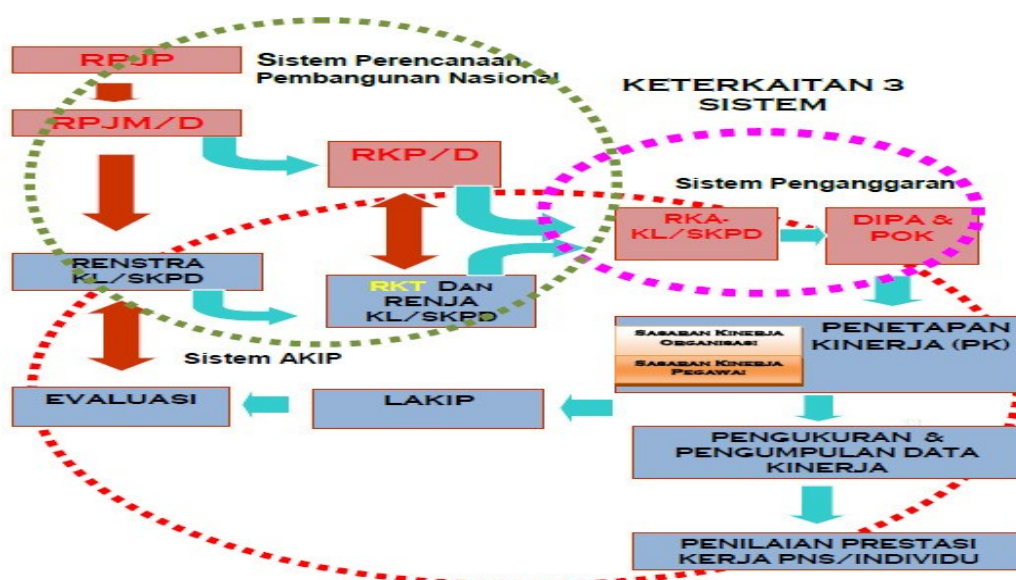 RPJP
Sistem Perencanaan
Pembangunan Nasional
KETERKAITAN 3
SISTEM
RPJM/D
RKP/D
Sistem Penganggaran
RKA-
KL/SKPD
DIPA &
POK
RENSTRA
KL/SKPD
RKT Dan
RENJA
KL/SKPD
Sistem AKIP
SASARAN KINERJA
ORGANISASI
SASARAN KINERJA
PEGAWAI
PENETAPAN
KINERJA (PK)
EVALUASI
LAKIP
PENGUKURAN &
PENGUMPULAN DATA
KINERJA
PENILAIAN PRESTASI
KERJA PNS/INDIVIDU